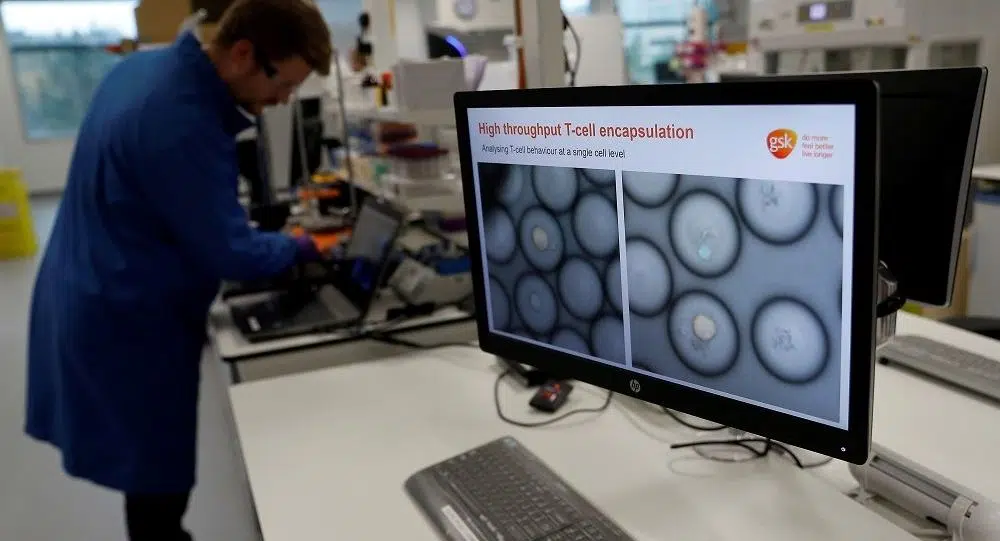 High throughput T-cell encapsulation
Analysing T-cell behaviour at a single cell level
gsk
do more
feel better
live longer
hp